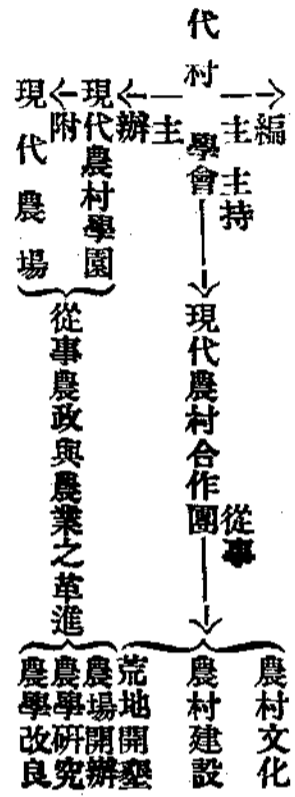 代村學會
主編
主持
主辦
現代農村學園
附
現代農場
現代農村合作團
從事
從事農政與農業之革進
農村文化
農村建設
荒地開墾
農場開辦
農學研究
農學改良